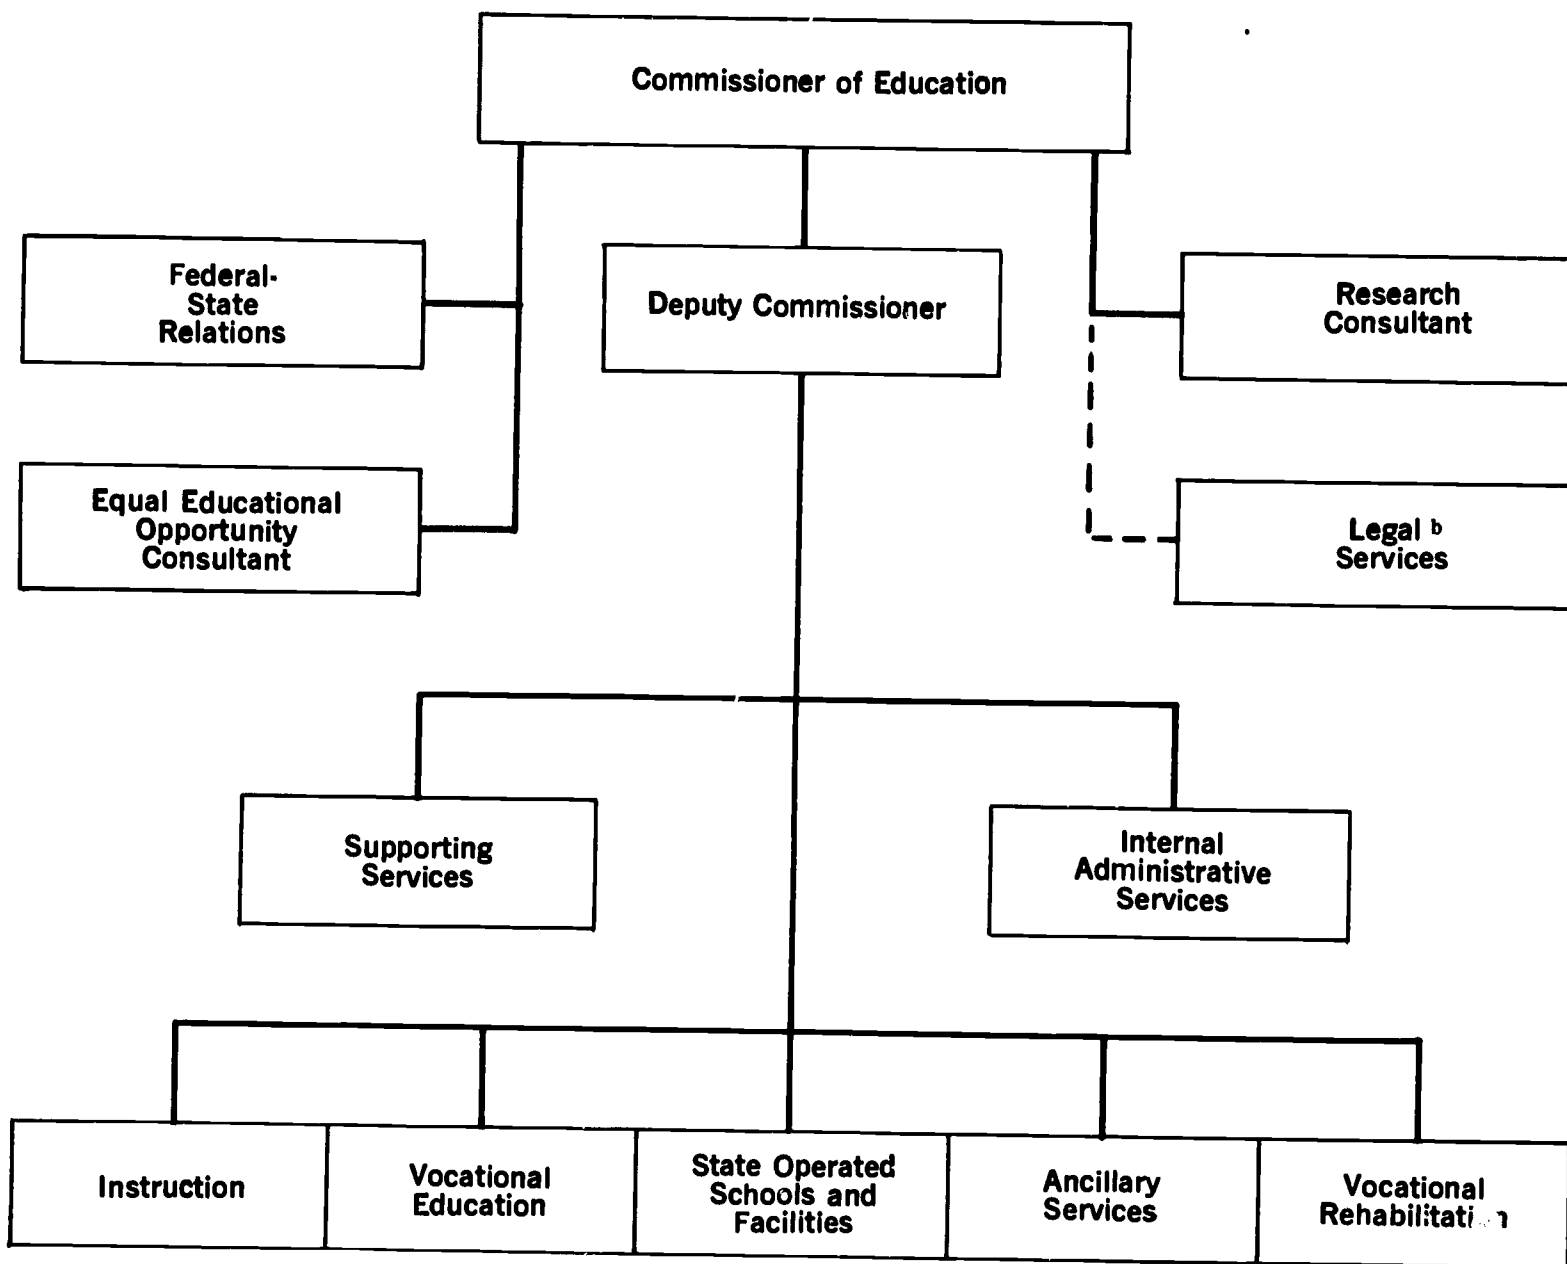 Commissioner of Education
Federal-
State
Relations
Deputy Commissioner
Research
Consultant
Equal Educational
Opportunity
Consultant
Legal b
Services
Supporting
Services
Internal
Administrative
Services
Instruction
Vocational
Education
State Operated
Schools and
Facilities
Ancillary
Services
Vocational